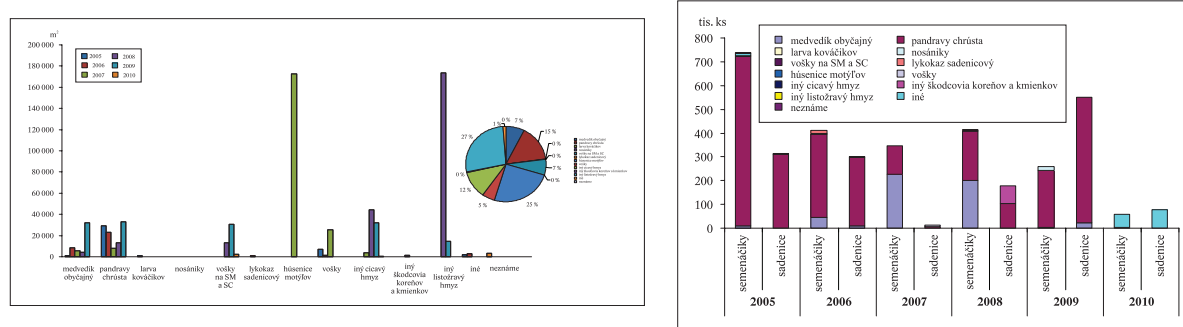 m²
200 000
180 000
160 000
140 000
120 000
100 000
80 000
60 000
40 000
20 000
0
2005 2008
2006 2009
2007 2010
medvedík obyčajný
pandravy chrústa
larva kováčikov
nosániky
vošky na SM a SC
lykokaz sadenicový
húsenice motýľov
vošky
iný cicavý hmyz
iný škodcovia koreňov a kmienkov
iný listožravý hmyz
iné
neznáme
0 %
7 %
15 %
0 %
0 %
7 %
0 %
25 %
5 %
12 %
0 %
27 %
1 %
tis. ks
800
700
600
500
400
300
200
100
0
medvedík obyčajný pandravy chrústa
larva kováčikov nosániky
vošky na SM a SC lykokaz sadenicový
húsenice motýľov vošky
iný cicavý hmyz iný škodcovia koreňov a kmienkov
iný listožravý hmyz iné
neznáme
semenáčiky sadenice semenáčiky sadenice semenáčiky sadenice semenáčiky sadenice semenáčiky sadenice semenáčiky sadenice
2005 2006 2007 2008 2009 2010